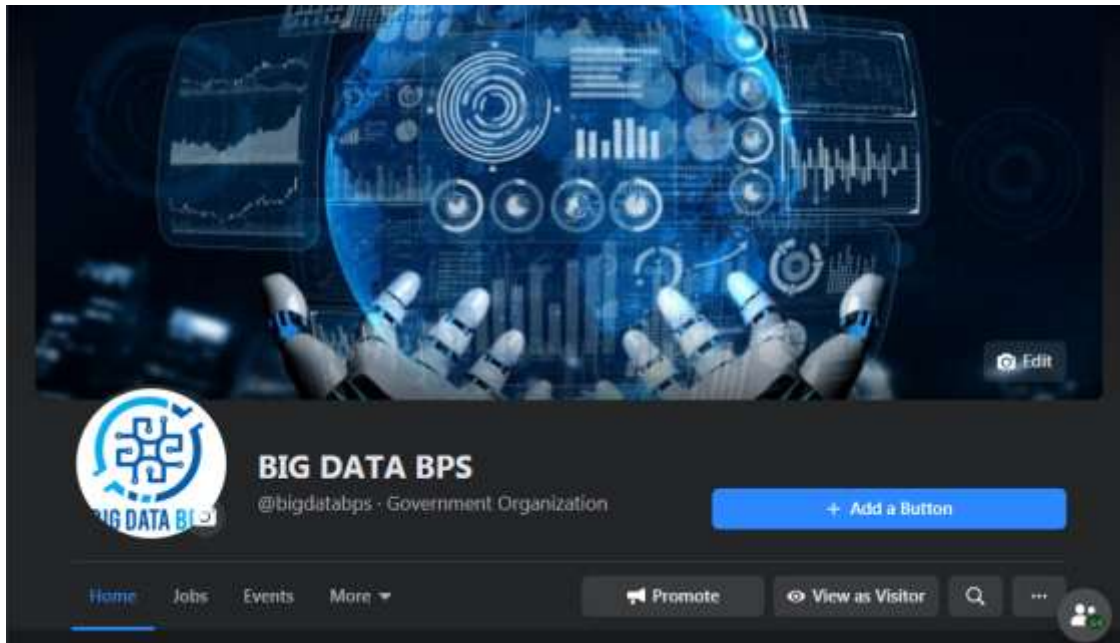 Edit
BIG DATA BPS
@bigdatabps · Government Organization
+ Add a Button
Home Jobs Events More
Promote View as Visitor ...